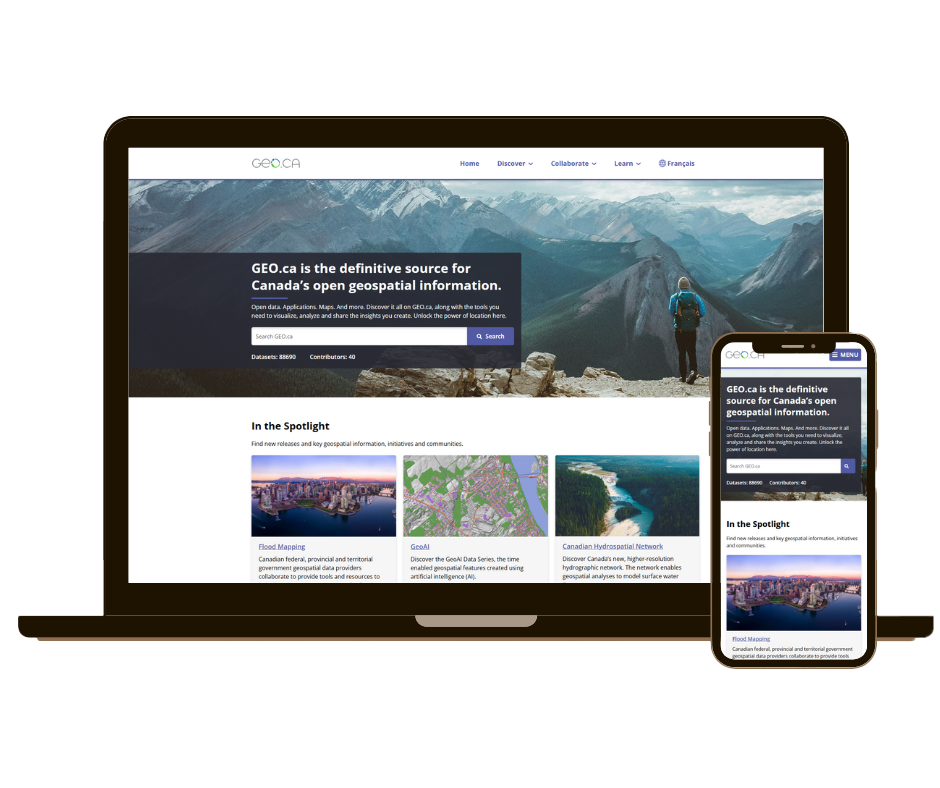 GEO.CA
Home Discover Collaborate Learn Français
GEO.ca is the definitive source for
Canada's open geospatial information.
Open data. Applications. Maps. And more. Discover it all on GEO.ca, along with the tools you
need to visualize, analyze and share the insights you create. Unlock the power of location here.
Search GEO.ca Search
Datasets: 88690 Contributors: 40
In the Spotlight
Find new releases and key geospatial information, initiatives and communities.
Flood Mapping
Canadian federal, provincial and territorial
government geospatial data providers
collaborate to provide tools and resources to
GeoAI
Discover the GeoAI Data Series, the time
enabled geospatial features created using
artificial intelligence (AI).
Canadian Hydrospatial Network
Discover Canada's new, higher-resolution
hydrographic network. The network enables
geospatial analyses to model surface water
GEO.CA MENU
GEO.ca is the definitive
source for Canada's open
geospatial information.
Open data. Applications. Maps. And more. Discover it all
on GEO.ca, along with the tools you need to visualize,
analyze and share the insights you create. Unlock the
power of location here.
Search GEO.ca
Datasets: 88690 Contributors: 40
In the Spotlight
Find new releases and key geospatial information, initiatives
and communities.
Flood Mapping
Canadian federal, provincial and territorial government
geospatial data providers collaborate to provide tools